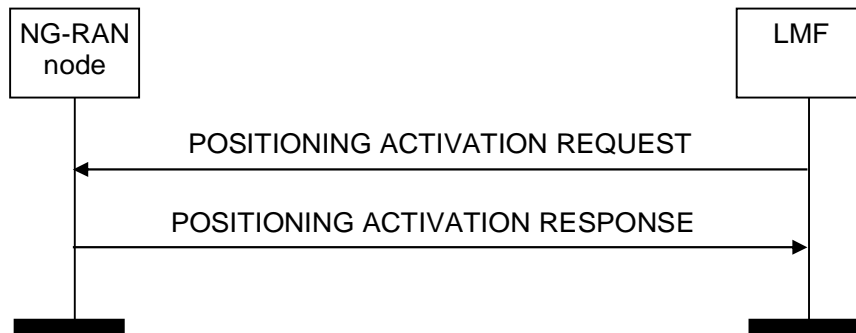 NG-RAN
node
LMF
POSITIONING ACTIVATION REQUEST
POSITIONING ACTIVATION RESPONSE